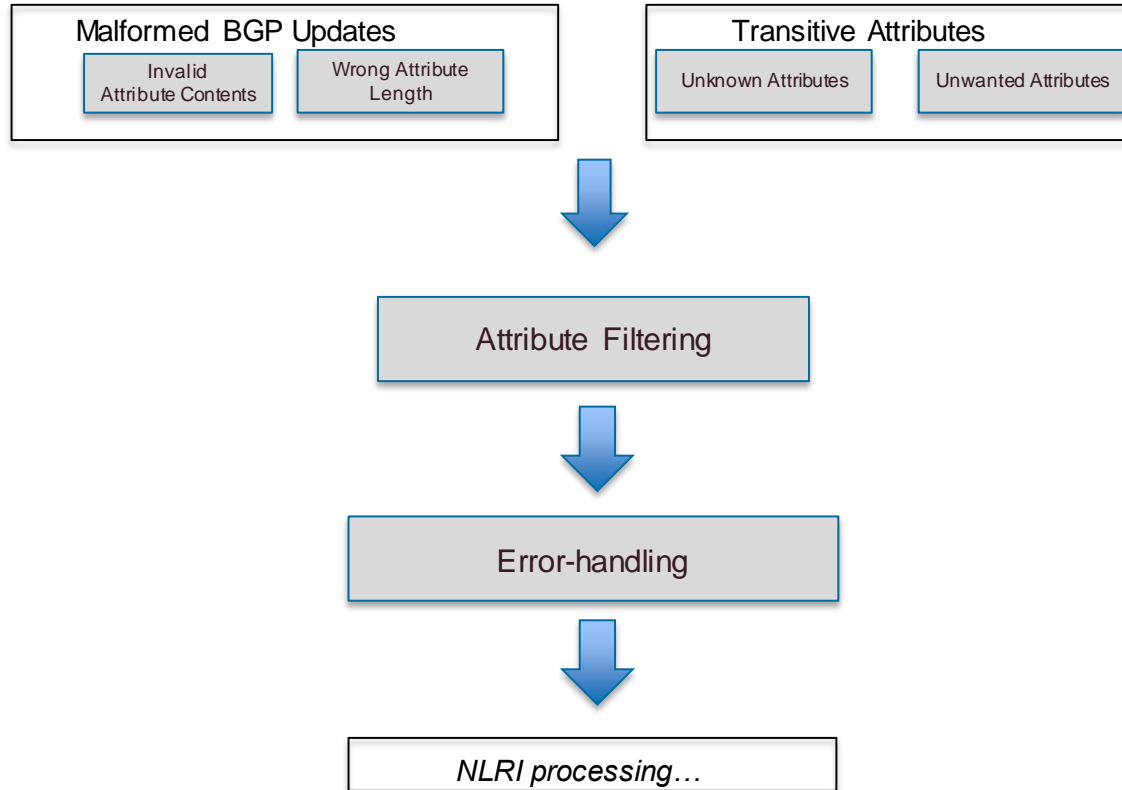 Malformed BGP Updates
Invalid
Attribute Contents
Wrong Attribute
Length
Transitive Attributes
Unknown Attributes
Unwanted Attributes
Attribute Filtering
Error-handling
NLRI processing…